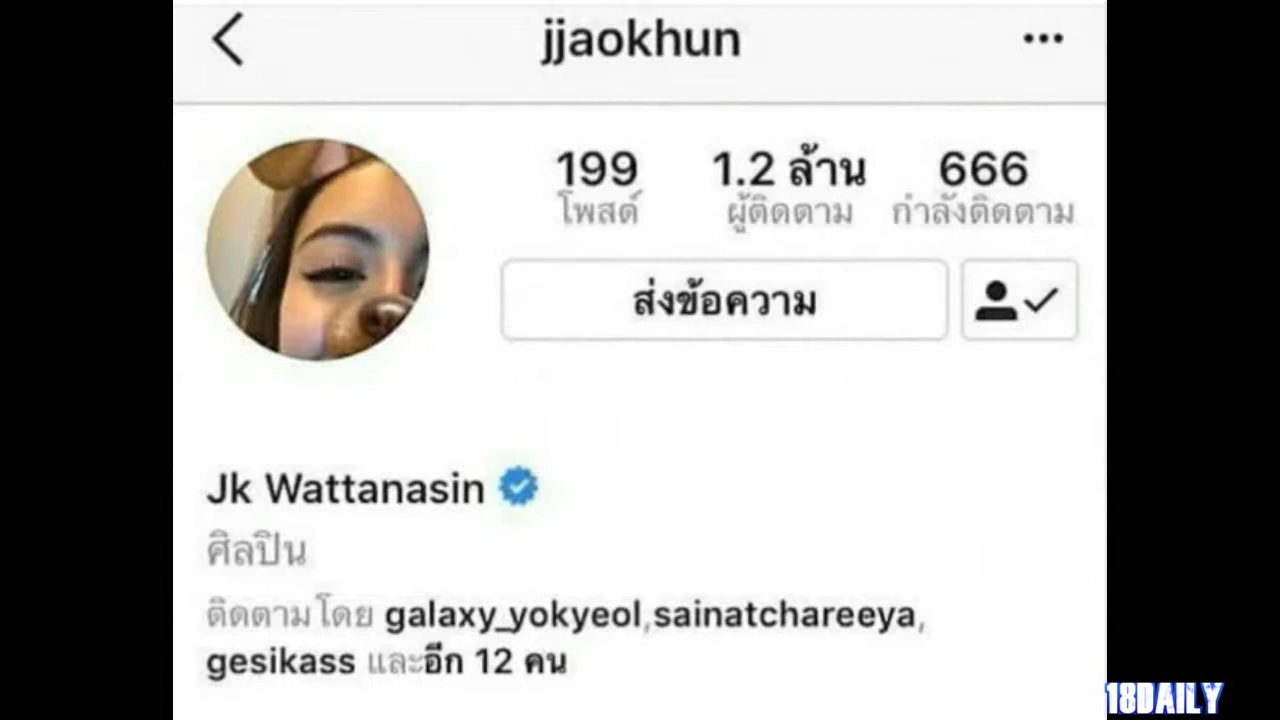 jjaokhun
199 1.2 ล้าน 666
โพสต์ ผู้ติดตาม กำลังติดตาม
ส่งข้อความ
Jk Wattanasin
ศิลปิน
ติดตามโดย galaxy_yokyeol,sainatchareeya,
gesikass และอีก 12 คน
18DAILY